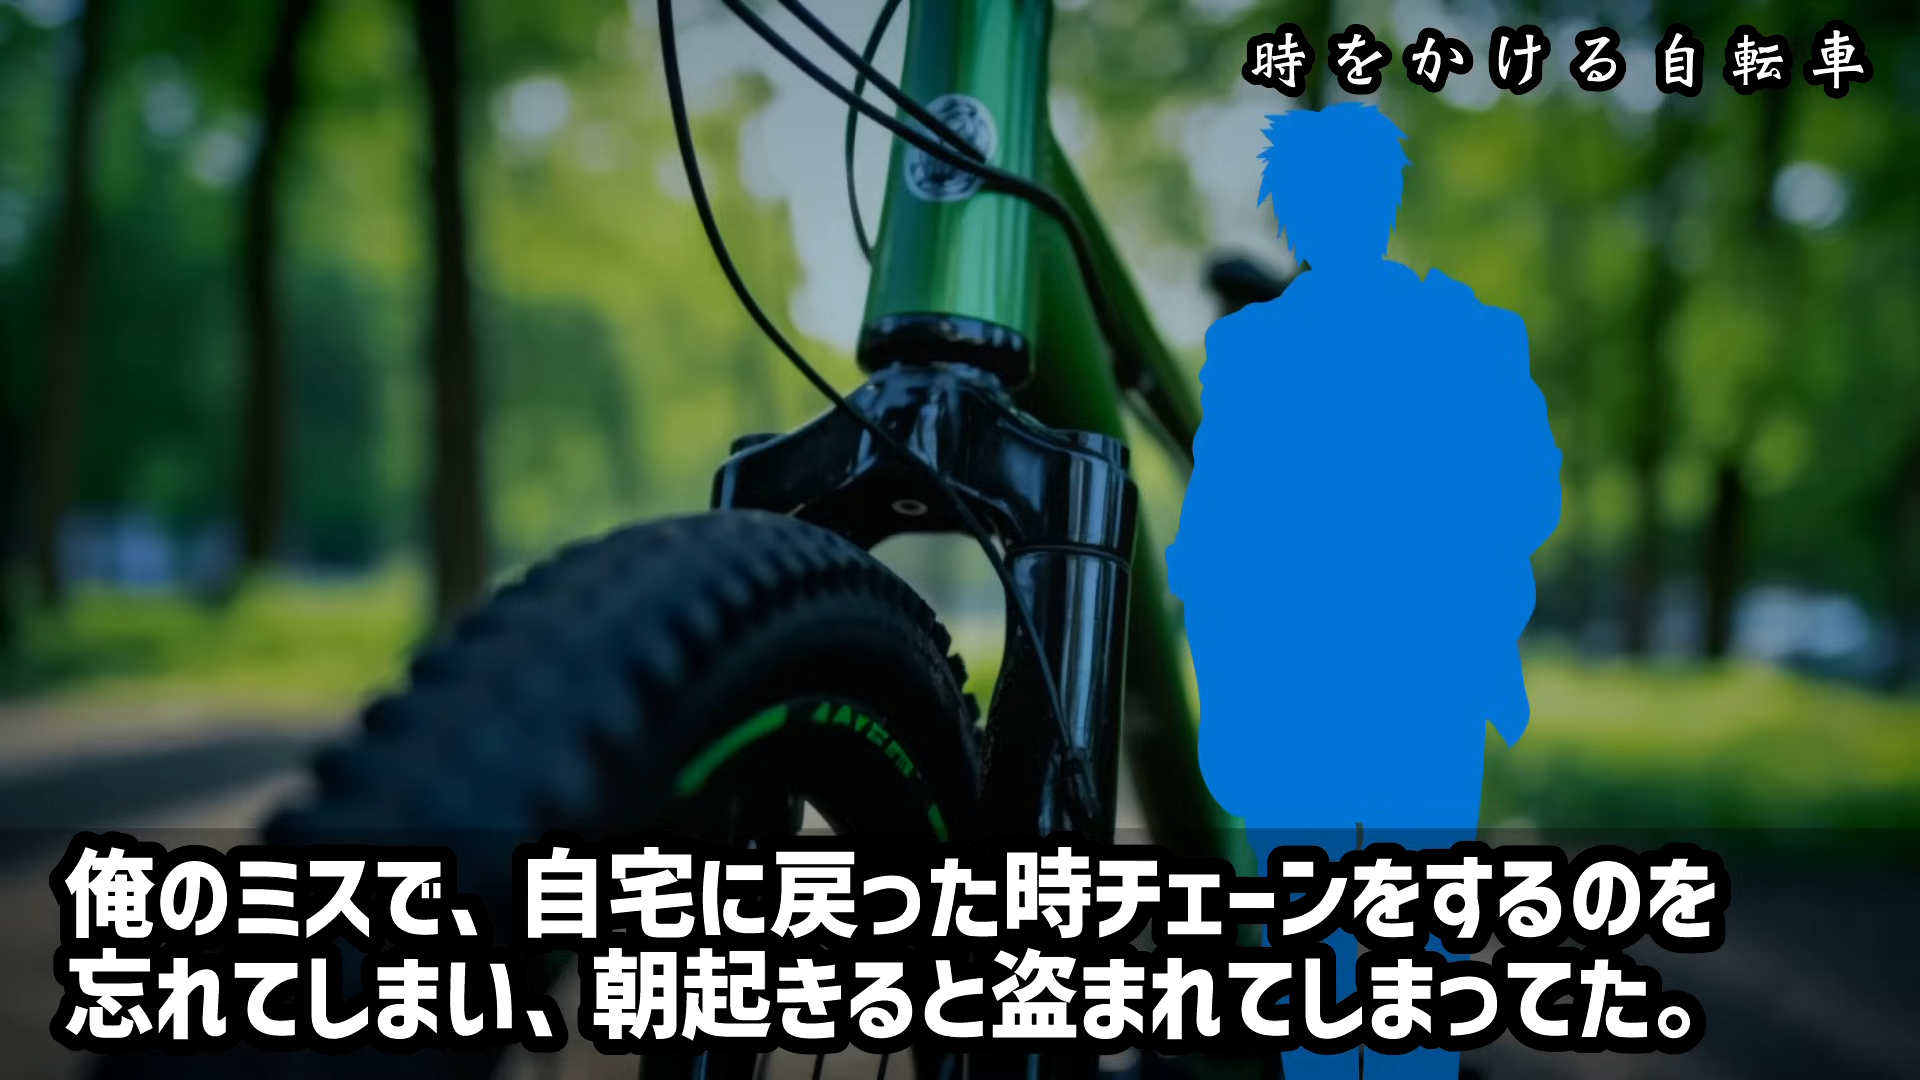 時をかける自転車
俺のミスで、自宅に戻った時チェーンをするのを
忘れてしまい、朝起きると盗まれてしまってた。